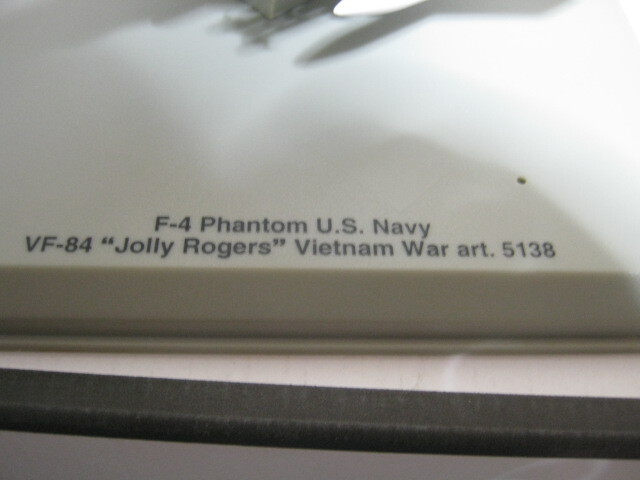 F-4 Phantom U.S. Navy
VF-84 “Jolly Rogers” Vietnam War art. 5138